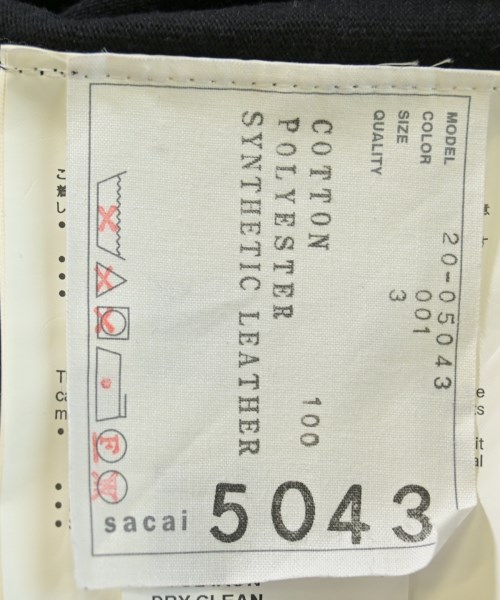 MODEL 20-05043
COLOR 001
SIZE 3
QUALITY
COTTON 100
POLYESTER
SYNTHETIC LEATHER
F
W
sacai 5043
DRY CLEAN